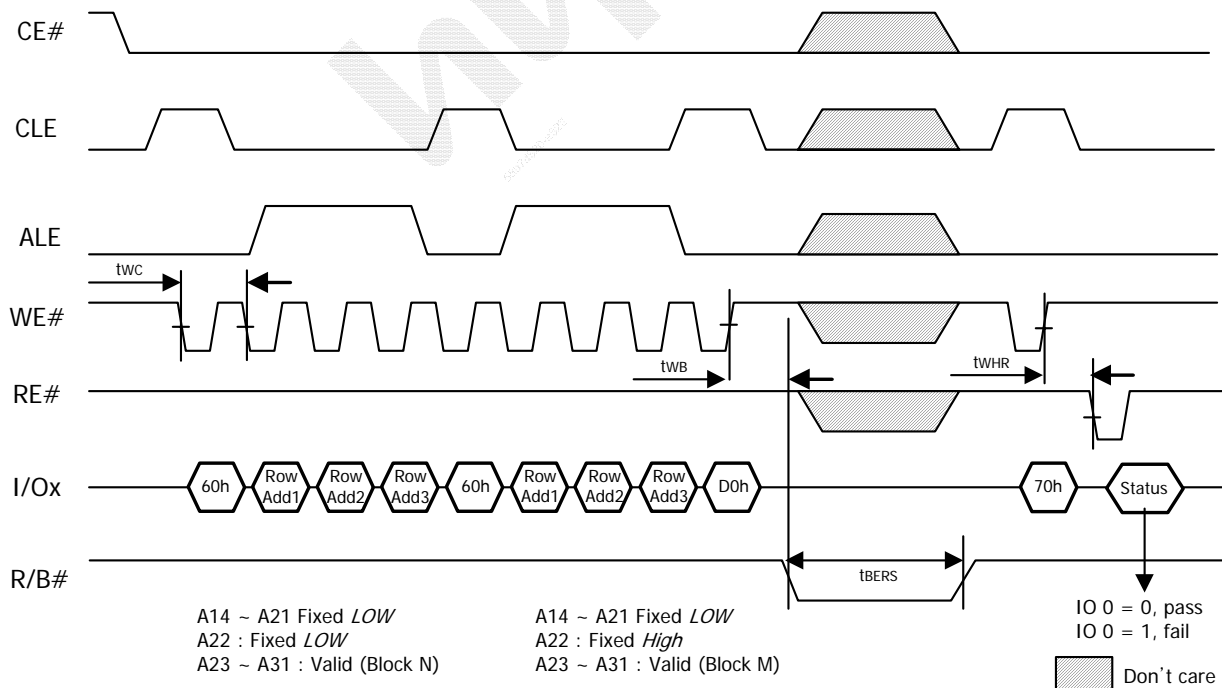 CE#
CLE
ALE
tWC
WE#
tWB
tWHR
RE#
I/Ox
60h
Row Add1
Row Add2
Row Add3
60h
Row Add1
Row Add2
Row Add3
D0h
70h
Status
R/B#
tBERS
A14 ~ A21 Fixed LOW
A22 : Fixed LOW
A23 ~ A31 : Valid (Block N)
A14 ~ A21 Fixed LOW
A22 : Fixed High
A23 ~ A31 : Valid (Block M)
IO 0 = 0, pass
IO 0 = 1, fail
Don't care